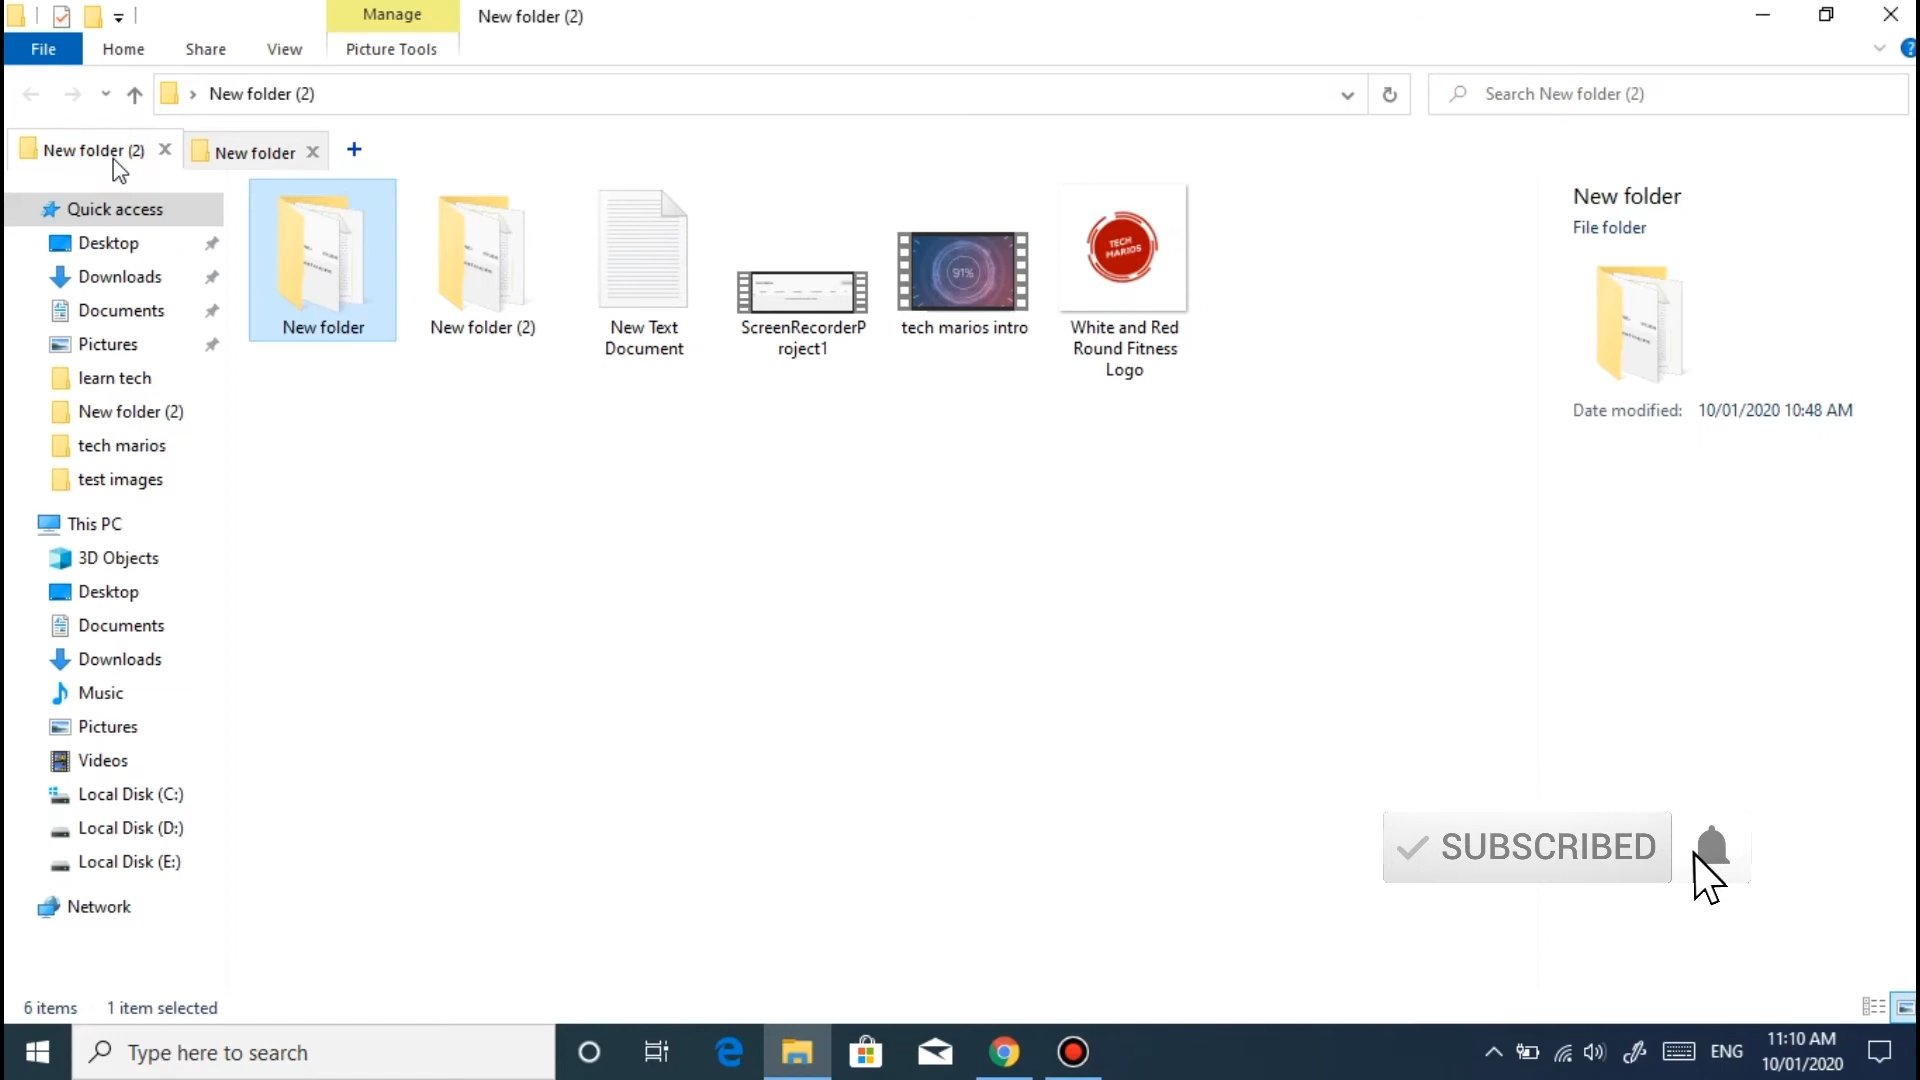 Manage
New folder (2)
File
Home
Share
View
Picture Tools
New folder (2)
Search New folder (2)
New folder (2)
New folder
Quick access
Desktop
Downloads
Documents
Pictures
learn tech
New folder (2)
tech marios
test images
This PC
3D Objects
Desktop
Documents
Downloads
Music
Pictures
Videos
Local Disk (C:)
Local Disk (D:)
Local Disk (E:)
Network
New folder
New folder (2)
New Text
Document
ScreenRecorderP
roject1
91%
tech marios intro
TECH
MARIOS
White and Red
Round Fitness
Logo
New folder
File folder
Date modified: 10/01/2020 10:48 AM
SUBSCRIBED
6 items
1 item selected
Type here to search
ENG
11:10 AM
10/01/2020